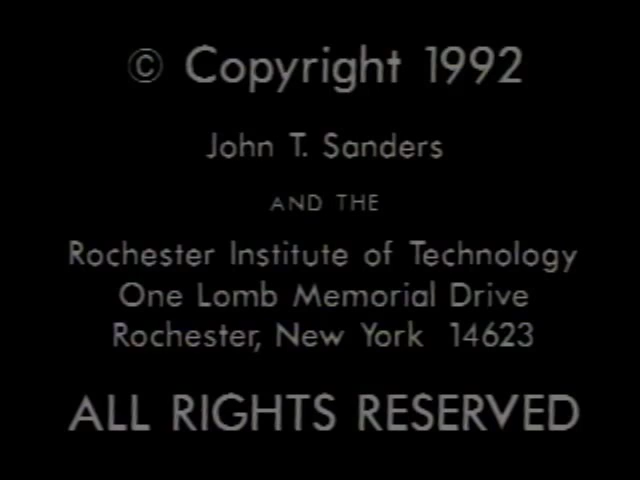 © Copyright 1992
John T. Sanders
AND THE
Rochester Institute of Technology
One Lomb Memorial Drive
Rochester, New York 14623
ALL RIGHTS RESERVED